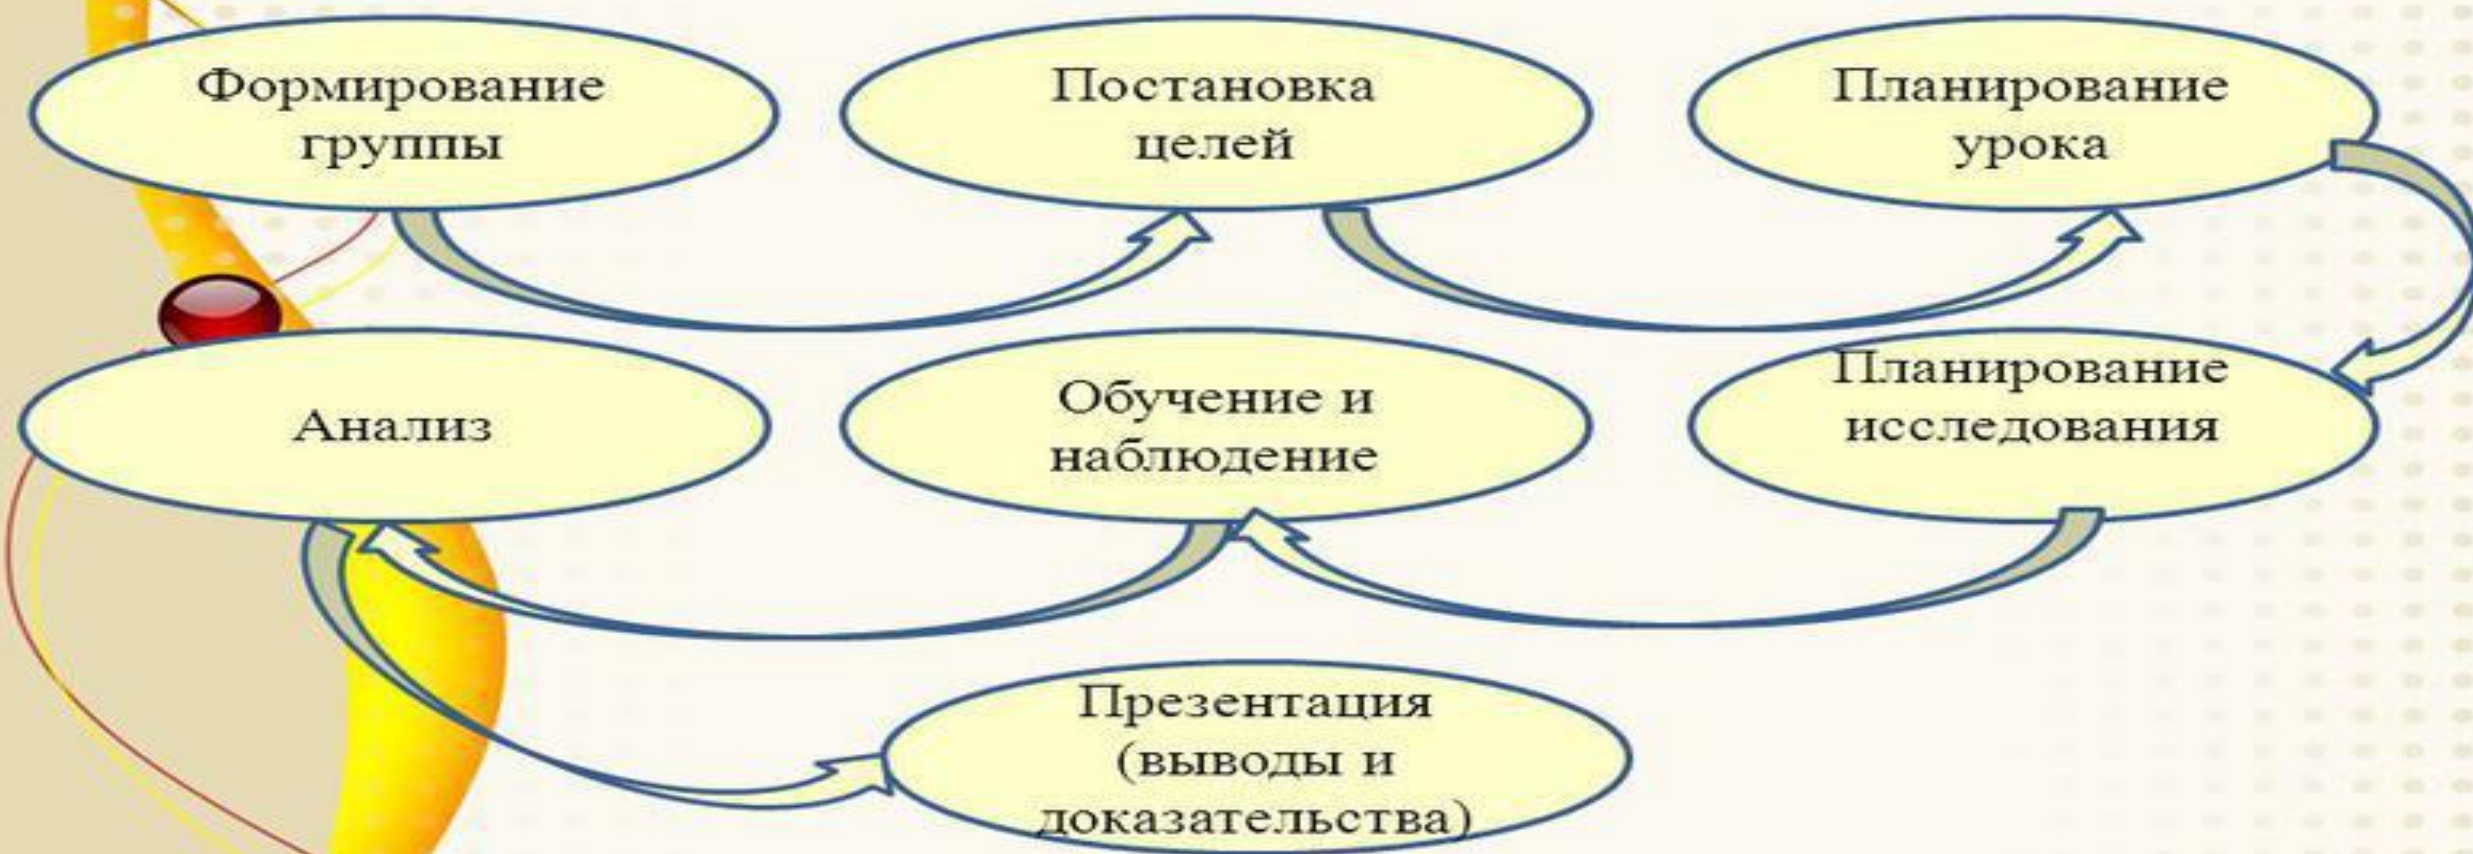 Формирование
группы
Постановка
целей
Планирование
урока
Анализ
Обучение и
наблюдение
Планирование
исследования
Презентация
(выводы и
доказательства)